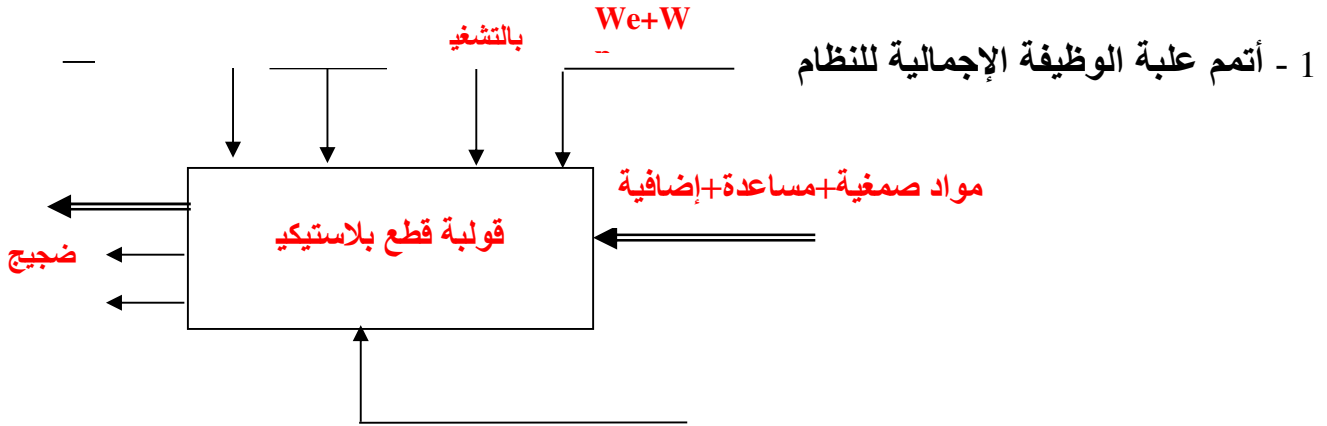 1 - أتمم علبة الوظيفة الإجمالية للنظام
We+W
بالتشغي
مواد صمغية+مساعدة+إضافية
قولبة قطع بلاستيكي
ضجيج